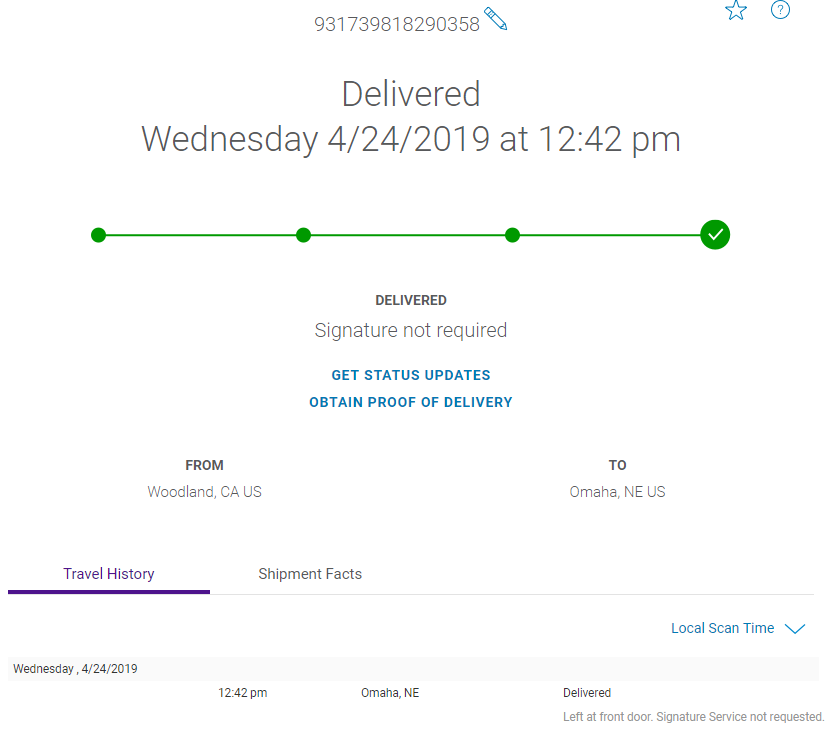 931739818290358
Delivered
Wednesday 4/24/2019 at 12:42 pm
DELIVERED
Signature not required
GET STATUS UPDATES
OBTAIN PROOF OF DELIVERY
FROM TO
Woodland, CA US Omaha, NE US
Travel History Shipment Facts
Local Scan Time
Wednesday , 4/24/2019
12:42 pm Omaha, NE Delivered
Left at front door. Signature Service not requested.